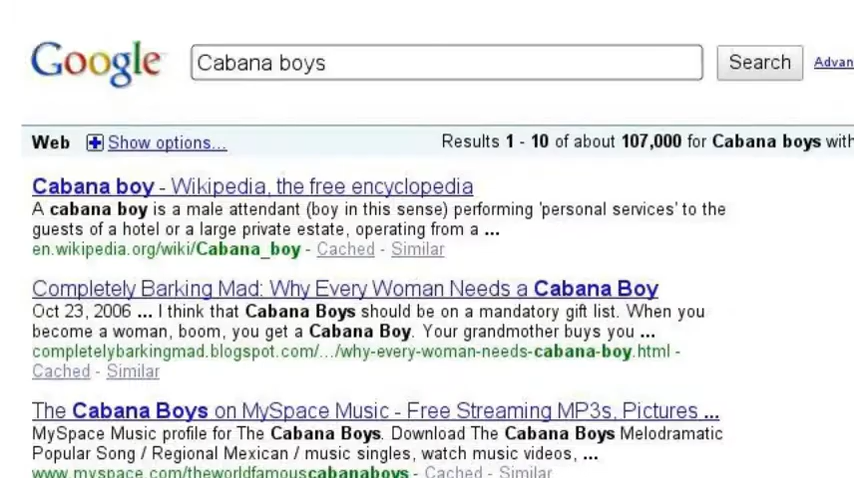 Google Cabana boys Search Advan
Web Show options... Results 1 - 10 of about 107,000 for Cabana boys with
Cabana boy - Wikipedia, the free encyclopedia
A cabana boy is a male attendant (boy in this sense) performing 'personal services' to the
guests of a hotel or a large private estate, operating from a ...
en.wikipedia.org/wiki/Cabana_boy - Cached - Similar
Completely Barking Mad: Why Every Woman Needs a Cabana Boy
Oct 23, 2006 ... I think that Cabana Boys should be on a mandatory gift list. When you
become a woman, boom, you get a Cabana Boy. Your grandmother buys you ...
completelybarkingmad.blogspot.com/.../why-every-woman-needs-cabana-boy.html -
Cached - Similar
The Cabana Boys on MySpace Music - Free Streaming MP3s, Pictures ...
MySpace Music profile for The Cabana Boys. Download The Cabana Boys Melodramatic
Popular Song / Regional Mexican / music singles, watch music videos, ...
www.myspace.com/theworldfamouscabanaboys - Cached - Similar